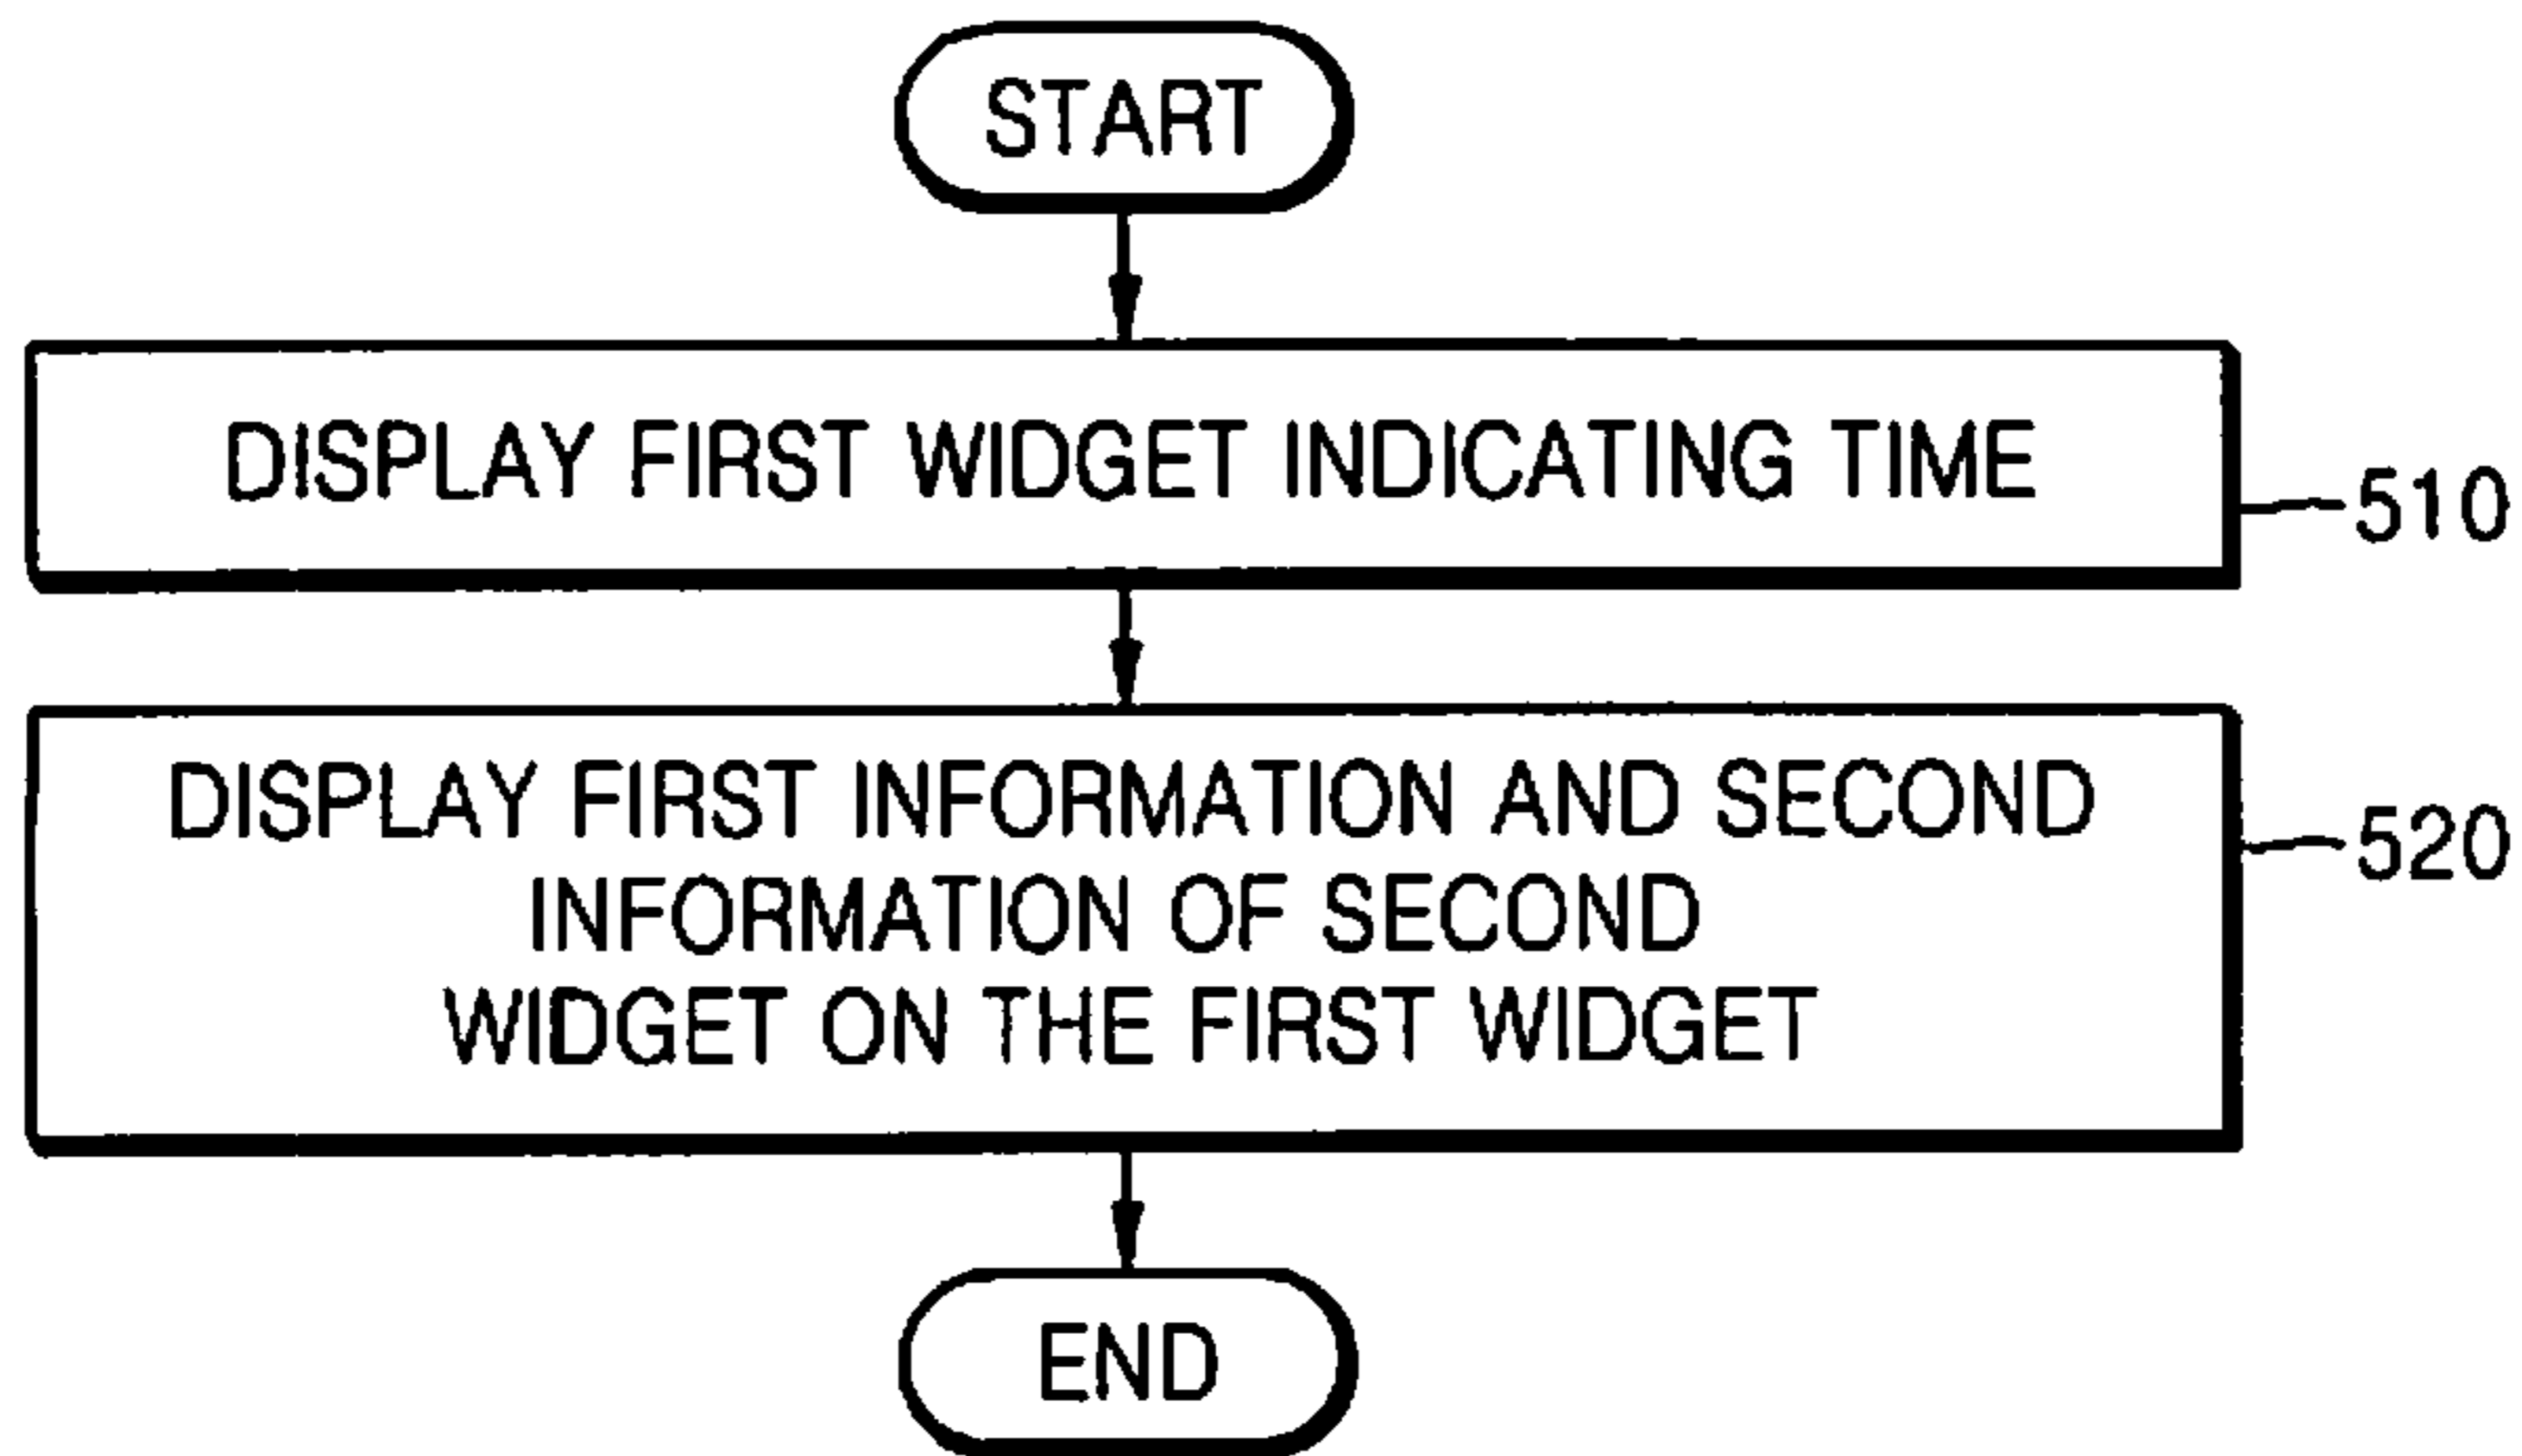 START
DISPLAY FIRST WIDGET INDICATING TIME
510
DISPLAY FIRST INFORMATION AND SECOND
520
INFORMATION OF SECOND
WIDGET ON THE FIRST WIDGET
END